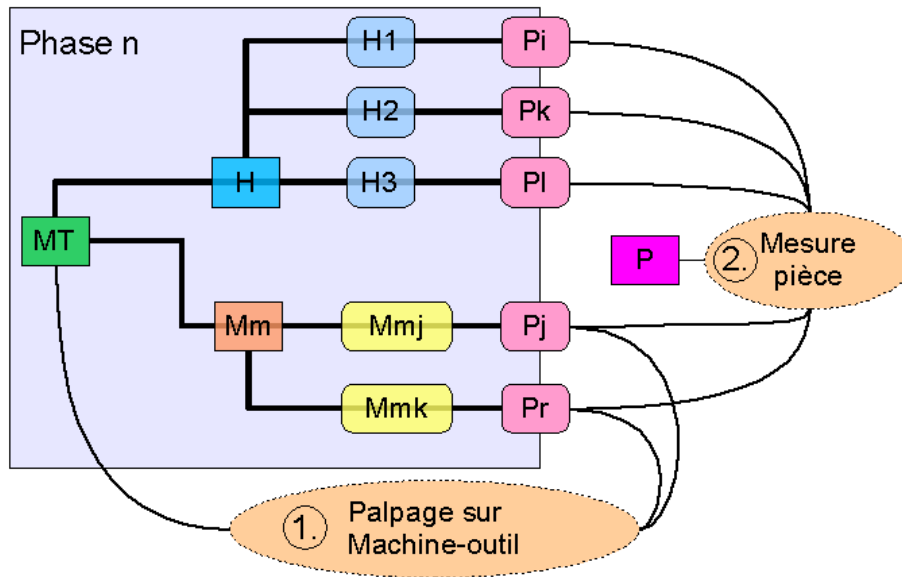 Phase n
H1
Pi
H2
Pk
H
H3
Pl
MT
P
2.
Mesure
pièce
Mm
Mmj
Pj
Mmk
Pr
1.
Palpage sur
Machine-outil